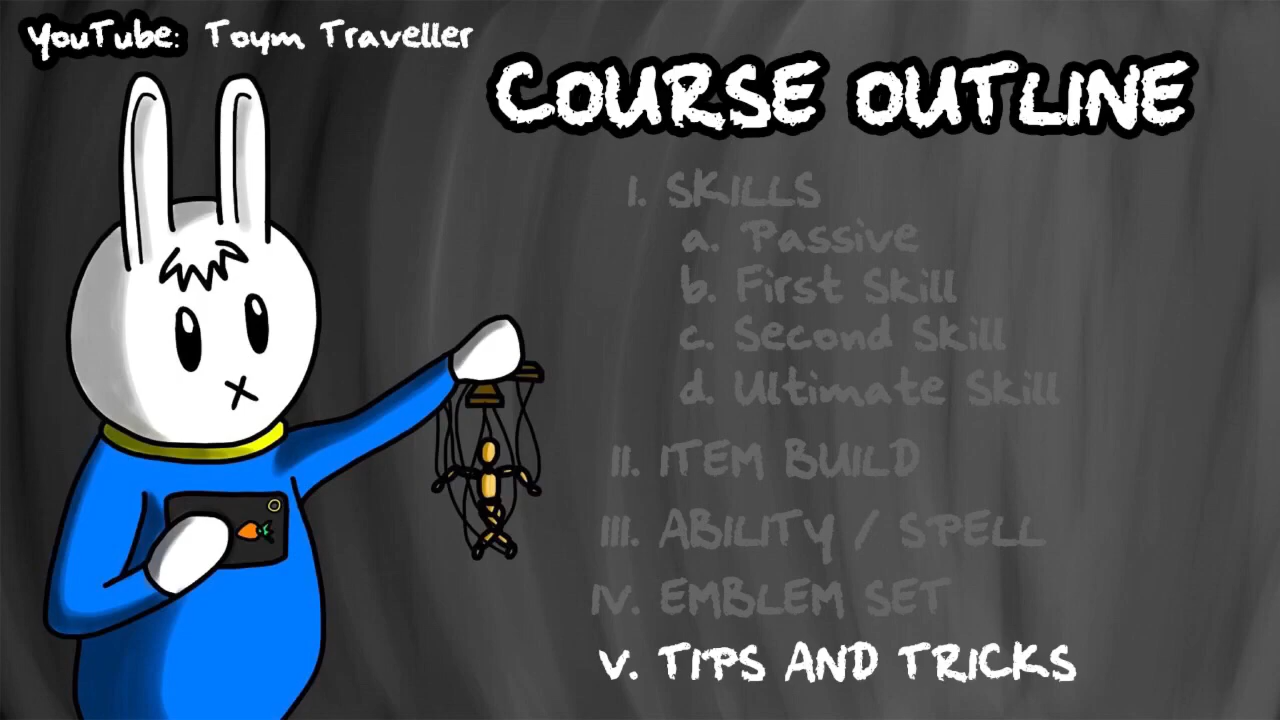 YouTube: Toym Traveller
COURSE OUTLINE
I. SKILLS
a. Passive
b. First Skill
c. Second Skill
d. Ultimate Skill
II. ITEM BUILD
III. ABILITY / SPELL
IV. EMBLEM SET
V. TIPS AND TRICKS